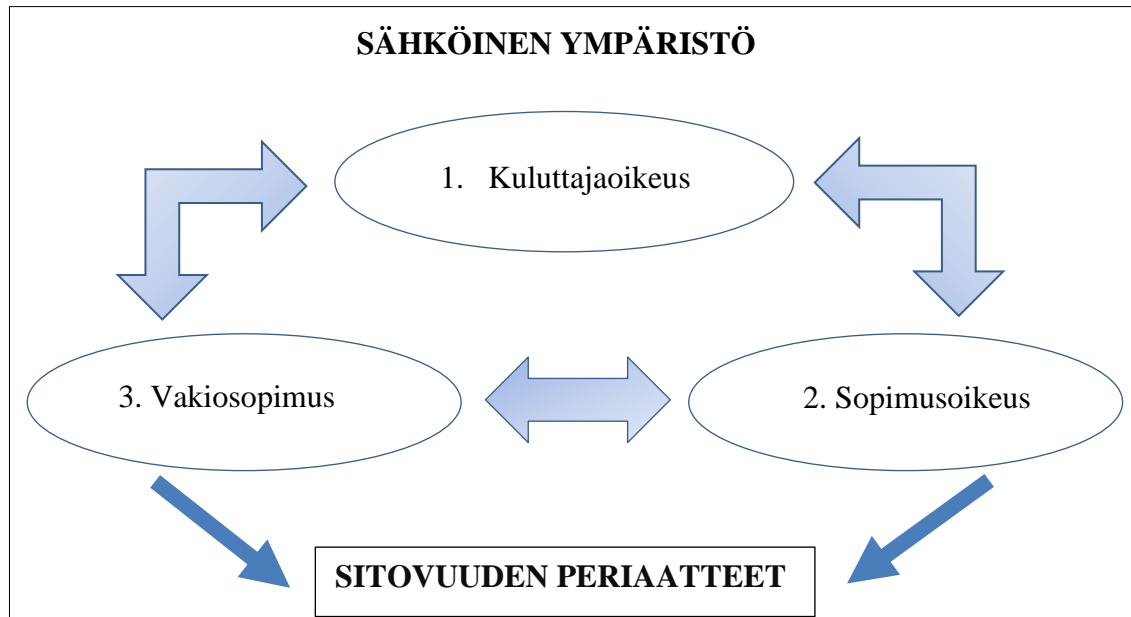 SÄHKÖINEN YMPÄRISTÖ
1. Kuluttajaoikeus
3. Vakiosopimus
2. Sopimusoikeus
SITOVUUDEN PERIAATTEET